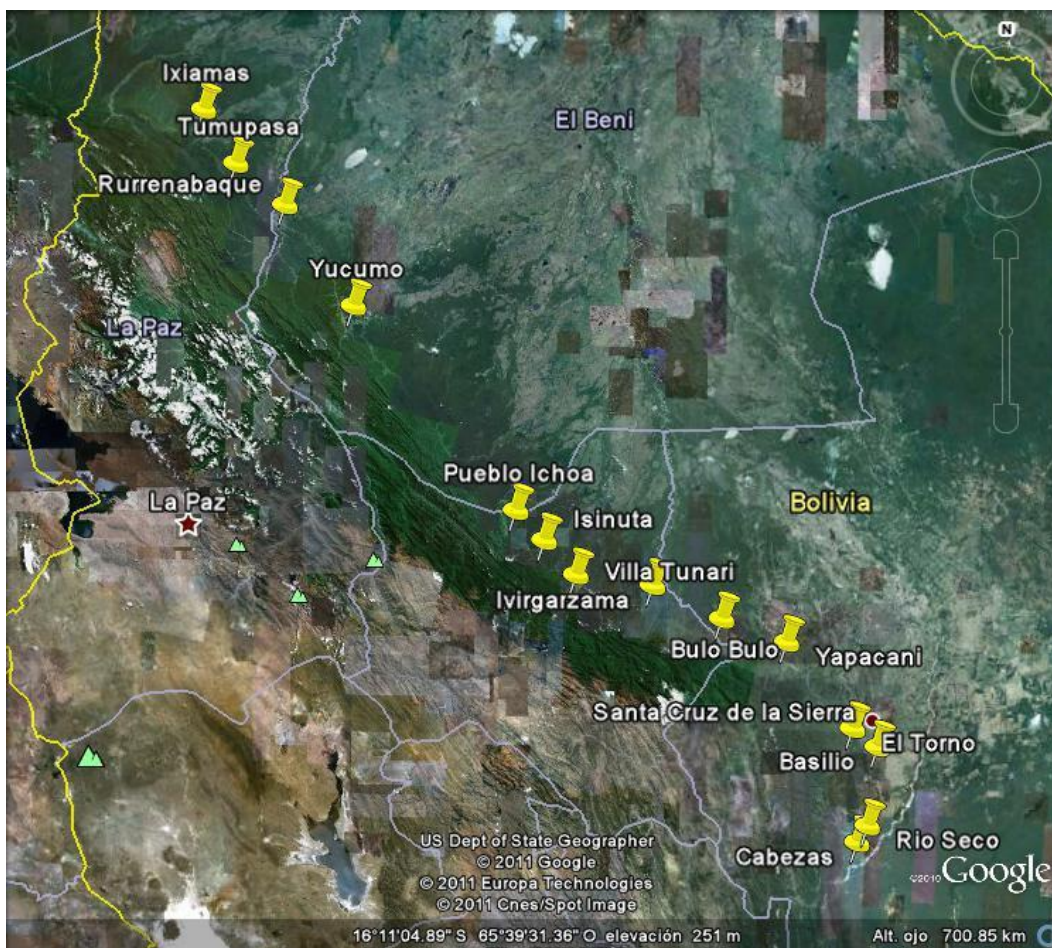 N
Ixiamas
El Beni
Tumupasa
Rurrenabaque
Yucumo
La Paz
Pueblo Ichoa
La Paz
Isinuta
Bolivia
Villa Tunari
Ivirgarzama
Bulo Bulo
Yapacani
Santa Cruz de la Sierra
El Torno
Basilio
US Dept of State Geographer
© 2011 Google
© 2011 Europa Technologies
© 2011 Cnes/Spot Image
Cabezas
Rio Seco
©2010 Google
16°11'04.89" S 65°39'31.36" O elevación 251 m
Alt. ojo 700.85 km